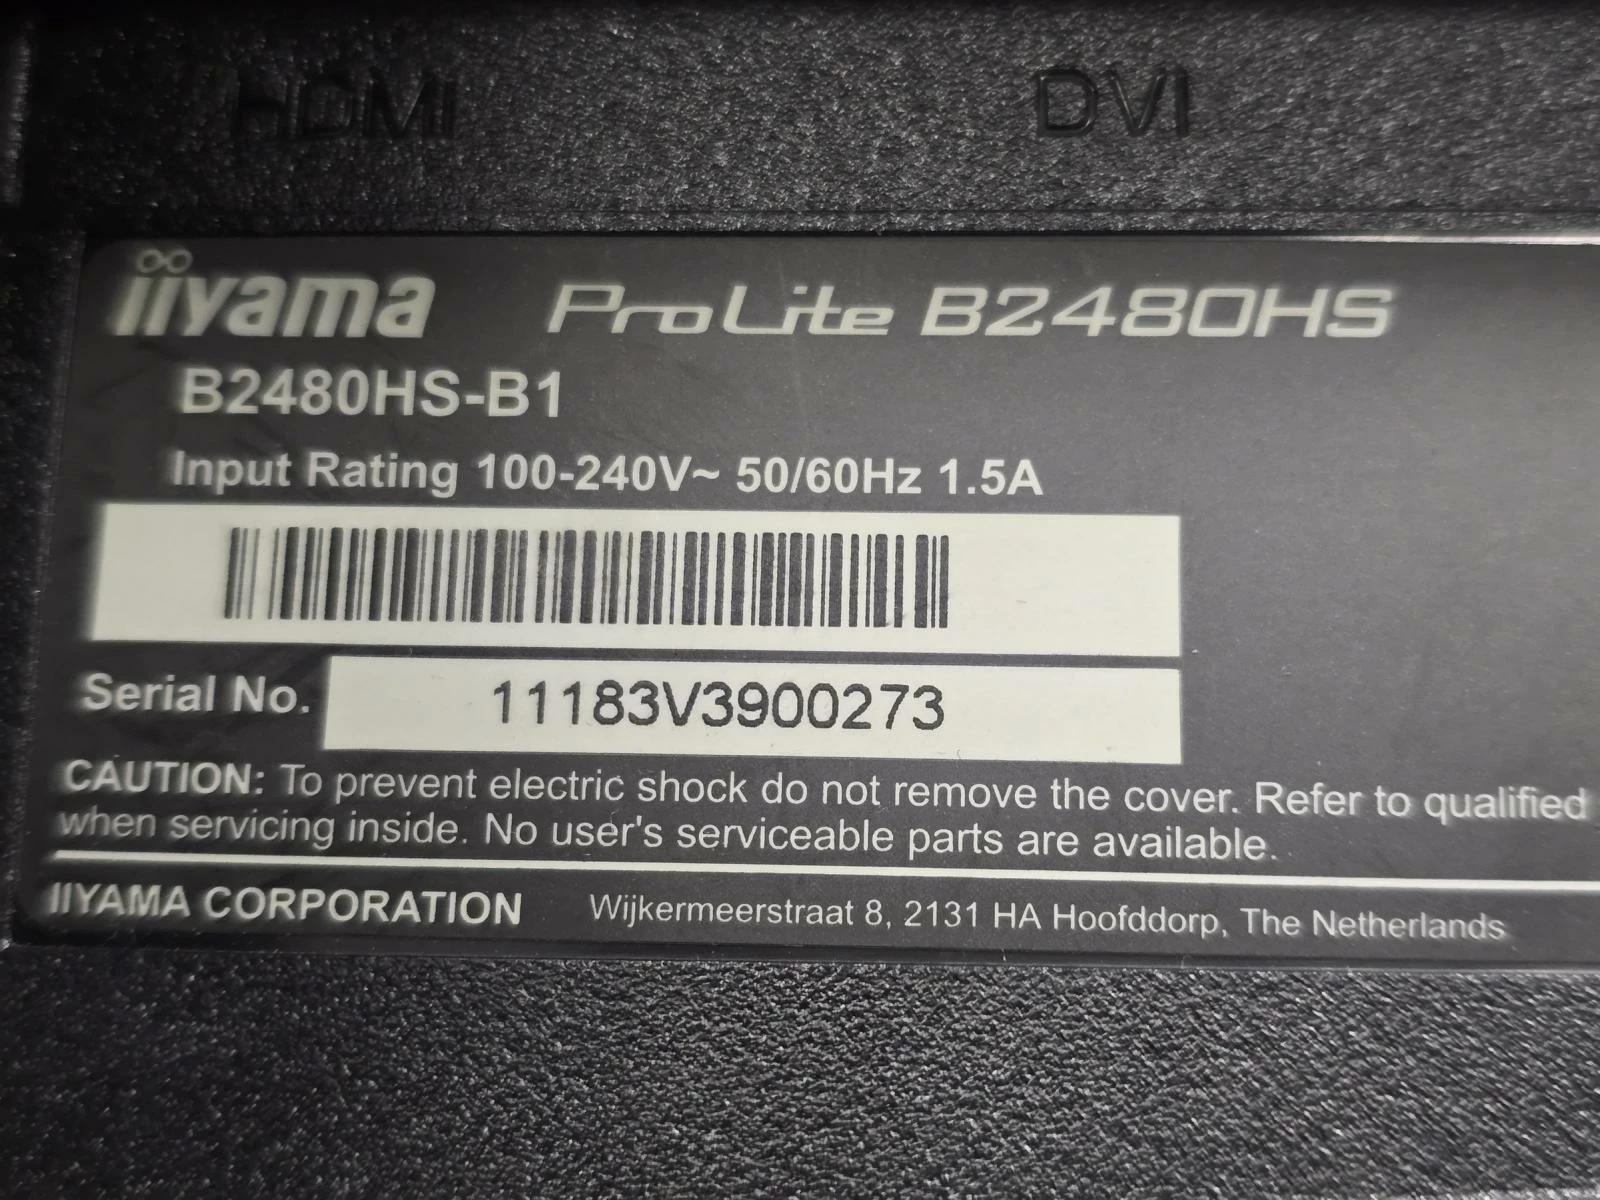 HDMI DVI
iiyama ProLite B2480HS
B2480HS-B1
Input Rating 100-240V~ 50/60Hz 1.5A
Serial No. 11183V3900273
CAUTION: To prevent electric shock do not remove the cover. Refer to qualified
when servicing inside. No user's serviceable parts are available.
IIYAMA CORPORATION Wijkermeerstraat 8, 2131 HA Hoofddorp, The Netherlands